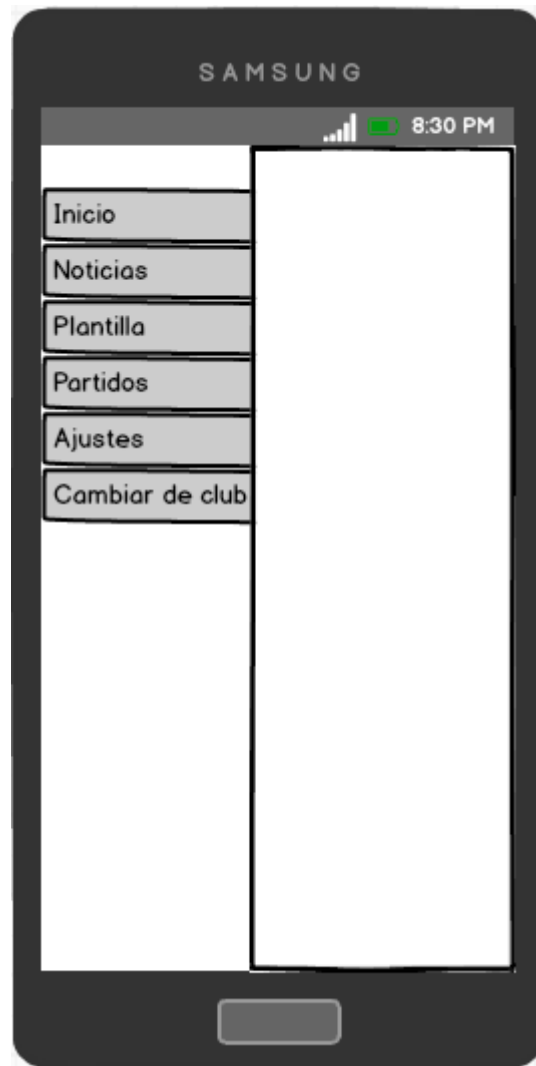 SAMSUNG
8:30 PM
Inicio
Noticias
Plantilla
Partidos
Ajustes
Cambiar de club